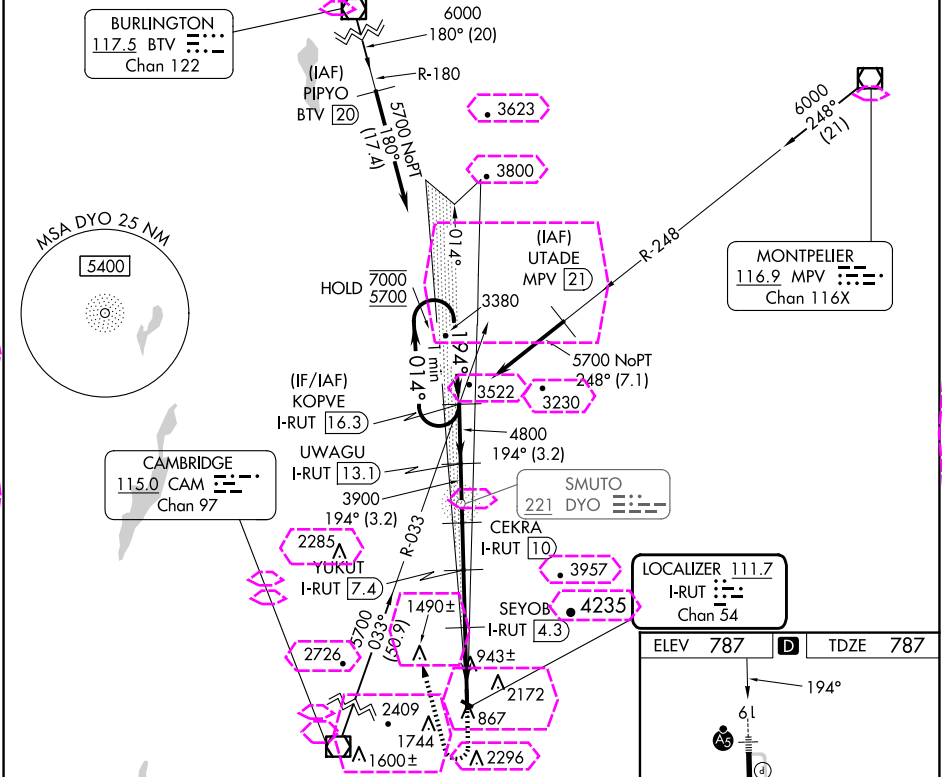 BURLINGTON
117.5 BTV
Chan 122
6000
180° (20)
R-180
(IAF)
PIPYO
BTV 20
5700 NoPT
180°
(17.4)
3623
3800
6000
248°
(21)
R-248
MONTPELIER
116.9 MPV
Chan 116X
MSA DYO 25 NM
5400
014°
(IAF)
UTADE
MPV 21
HOLD 7000
5700
3380
194°
1 min
014°
5700 NoPT
248° (7.1)
3522
3230
(IF/IAF)
KOPVE
I-RUT 16.3
4800
194° (3.2)
UWAGU
I-RUT 13.1
CAMBRIDGE
115.0 CAM
Chan 97
3900
194° (3.2)
SMUTO
221 DYO
R-033
CEKRA
I-RUT 10
2285
YUKUT
I-RUT 7.4
3957
LOCALIZER 111.7
I-RUT
Chan 54
1490±
SEYOB
I-RUT 4.3
4235
5700
033°
(50.9)
2726
943±
2172
867
2409
1744
1600±
2296
ELEV 787 D TDZE 787
194°
19
A5
P